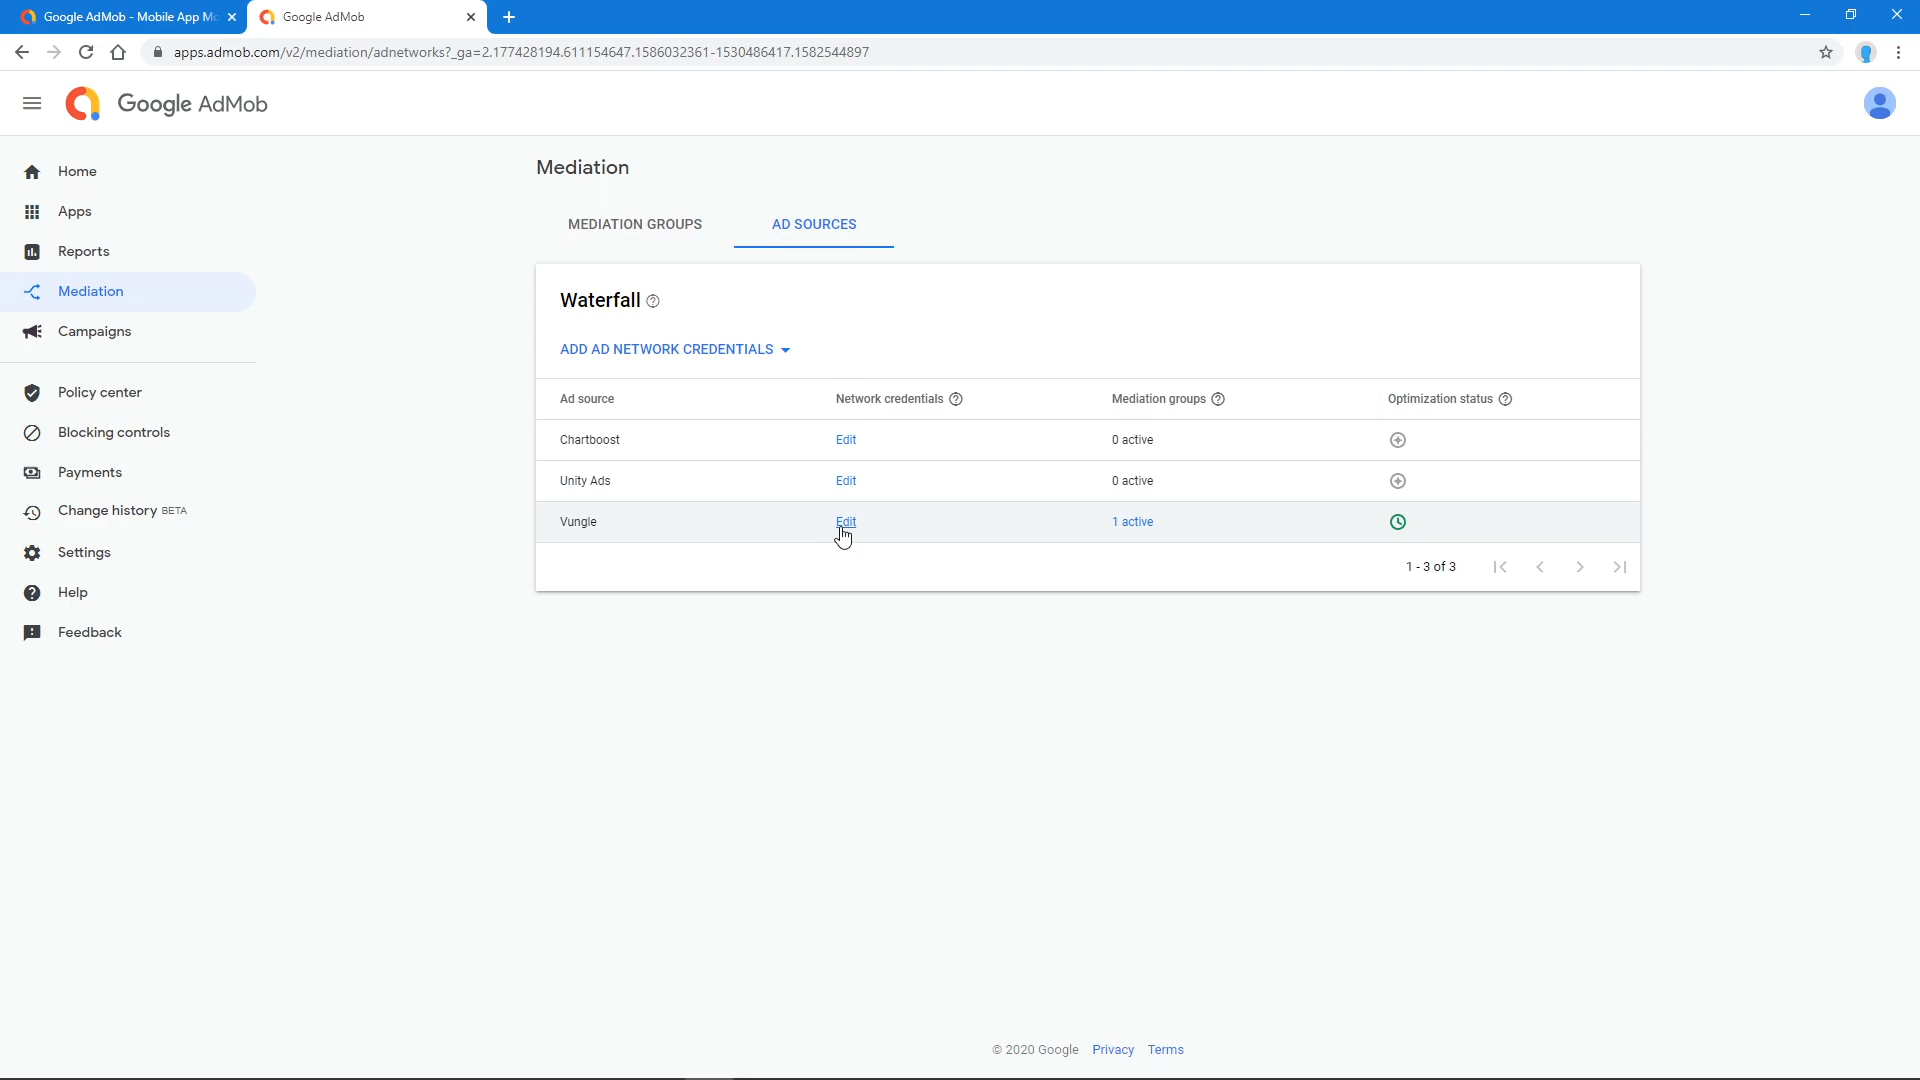 Google AdMob - Mobile App Mo
Google AdMob
apps.admob.com/v2/mediation/adnetworks?_ga=2.177428194.611154647.1586032361-1530486417.1582544897
Google AdMob
Home
Apps
Reports
Mediation
Campaigns
Policy center
Blocking controls
Payments
Change history BETA
Settings
Help
Feedback
Mediation
MEDIATION GROUPS AD SOURCES
Waterfall
ADD AD NETWORK CREDENTIALS
Ad source Network credentials Mediation groups Optimization status
Chartboost Edit 0 active
Unity Ads Edit 0 active
Vungle Edit 1 active
1 - 3 of 3
© 2020 Google Privacy Terms